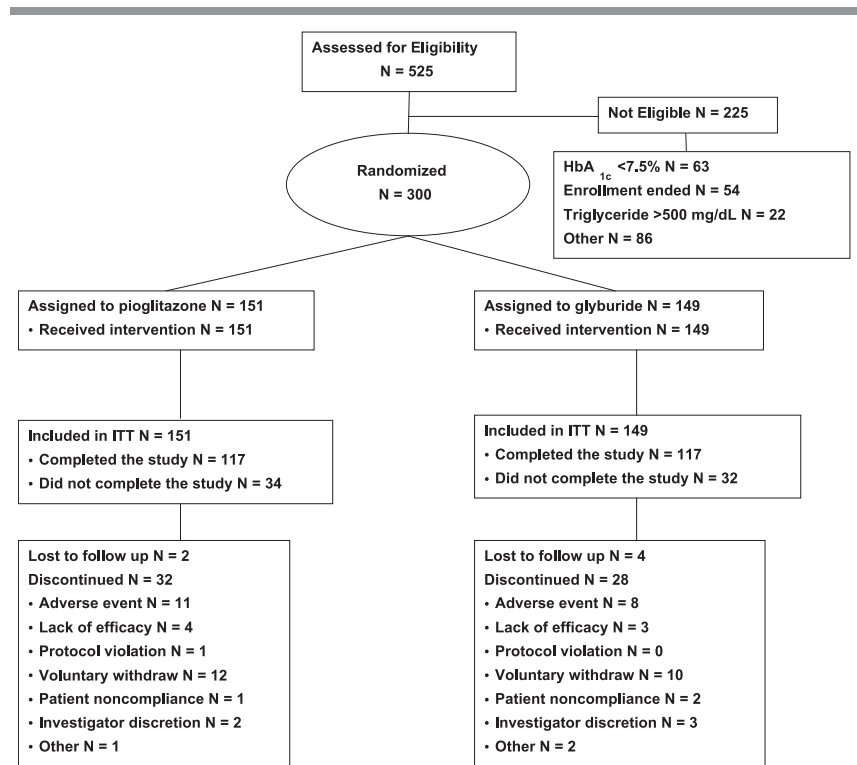 Assessed for Eligibility
N = 525
Not Eligible N = 225
HbA1c <7.5% N = 63
Enrollment ended N = 54
Triglyceride >500 mg/dL N = 22
Other N = 86
Randomized
N = 300
Assigned to pioglitazone N = 151
• Received intervention N = 151
Assigned to glyburide N = 149
• Received intervention N = 149
Included in ITT N = 151
• Completed the study N = 117
• Did not complete the study N = 34
Included in ITT N = 149
• Completed the study N = 117
• Did not complete the study N = 32
Lost to follow up N = 2
Discontinued N = 32
• Adverse event N = 11
• Lack of efficacy N = 4
• Protocol violation N = 1
• Voluntary withdraw N = 12
• Patient noncompliance N = 1
• Investigator discretion N = 2
• Other N = 1
Lost to follow up N = 4
Discontinued N = 28
• Adverse event N = 8
• Lack of efficacy N = 3
• Protocol violation N = 0
• Voluntary withdraw N = 10
• Patient noncompliance N = 2
• Investigator discretion N = 3
• Other N = 2